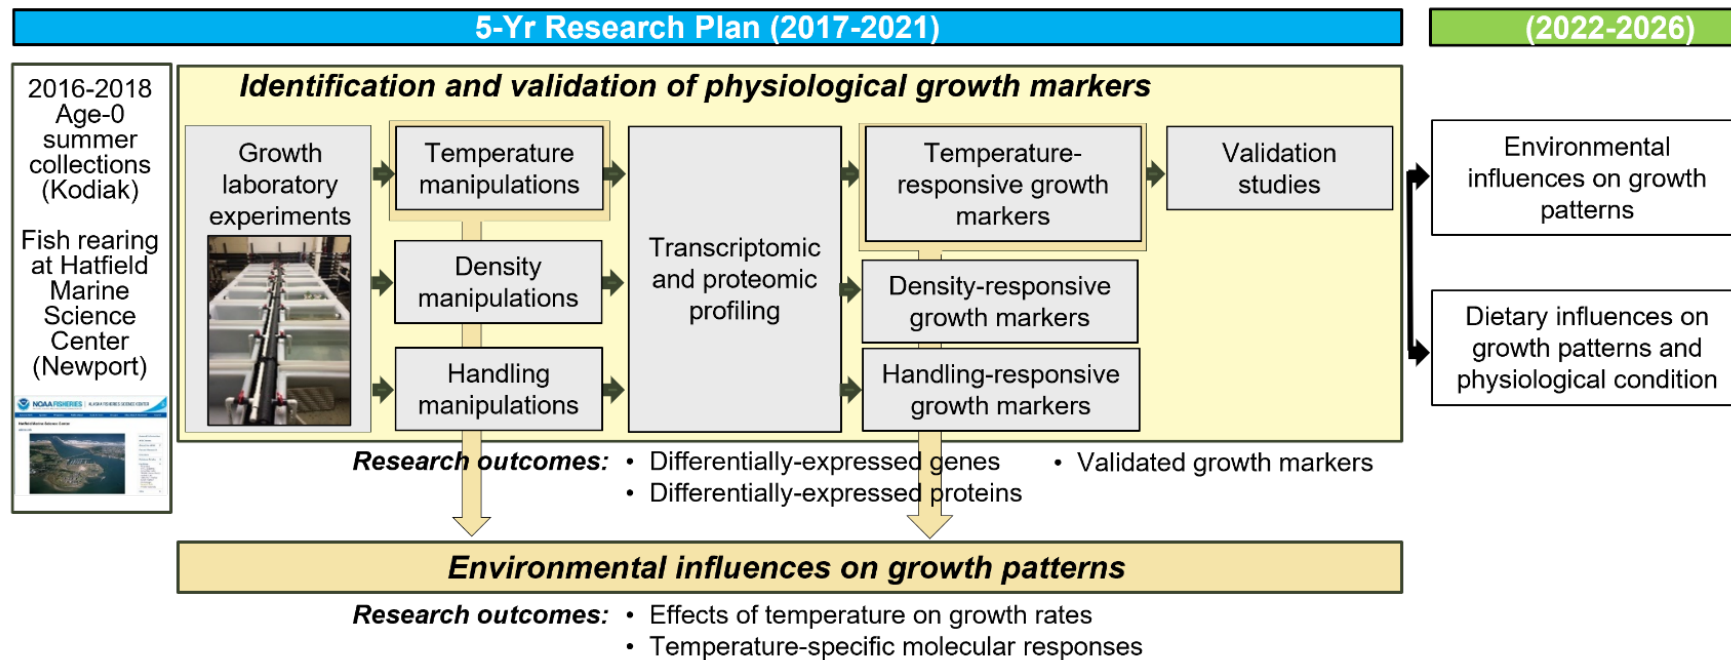 5-Yr Research Plan (2017-2021)
(2022-2026)
2016-2018
Age-0
summer
collections
(Kodiak)
Fish rearing
at Hatfield
Marine
Science
Center
(Newport)
NOAA FISHERIES
Identification and validation of physiological growth markers
Growth
laboratory
experiments
Temperature
manipulations
Density
manipulations
Handling
manipulations
Transcriptomic
and proteomic
profiling
Temperature-
responsive growth
markers
Density-responsive
growth markers
Handling-responsive
growth markers
Validation
studies
Environmental
influences on growth
patterns
Dietary influences on
growth patterns and
physiological condition
Research outcomes:
• Differentially-expressed genes
• Differentially-expressed proteins
• Validated growth markers
Environmental influences on growth patterns
Research outcomes:
• Effects of temperature on growth rates
• Temperature-specific molecular responses